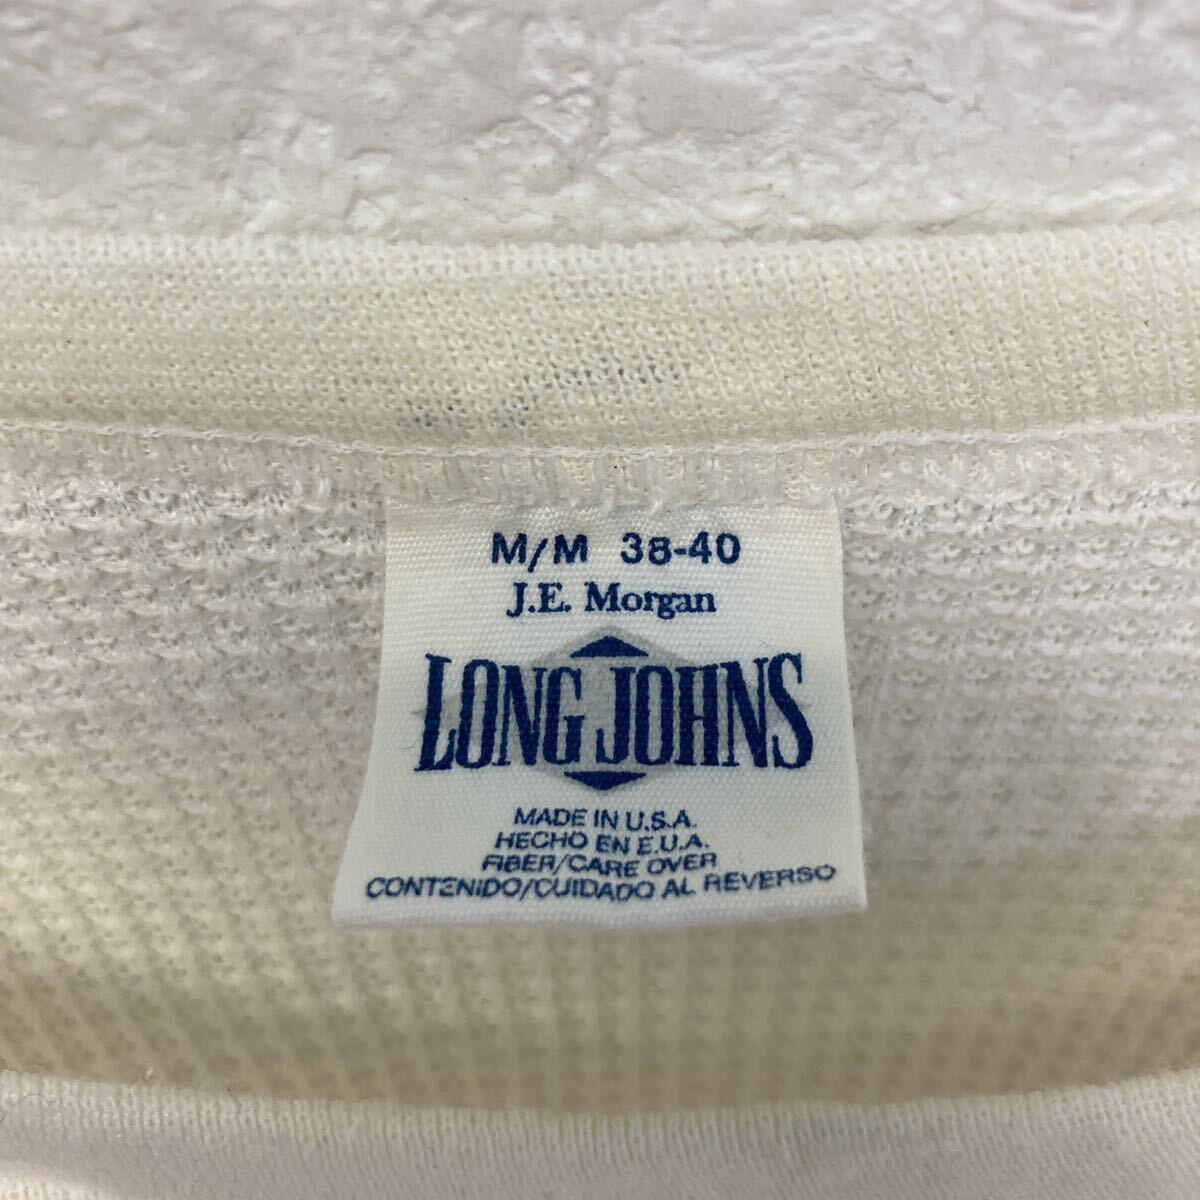 M/M 38-40
J.E. Morgan
LONG JOHNS
MADE IN U.S.A.
HECHO EN E.U.A.
FIBER/CARE OVER
CONTENIDO/CUIDADO AL REVERSO